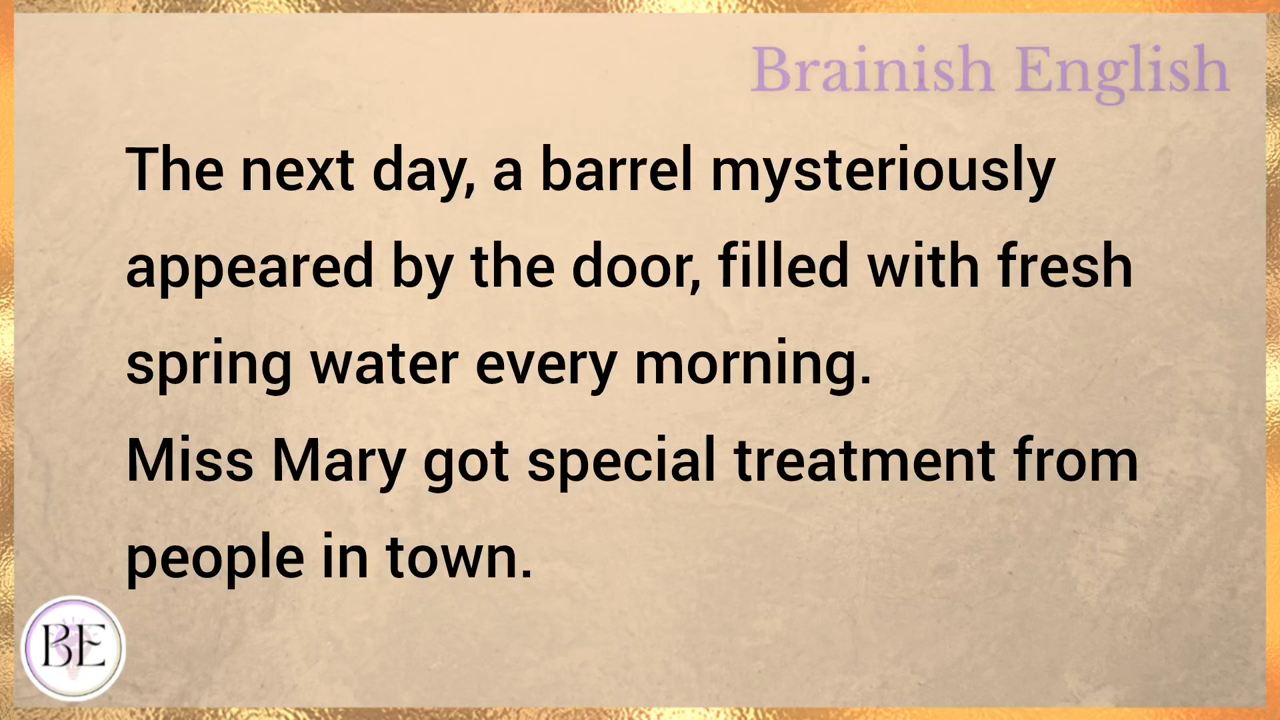 Brainish English
The next day, a barrel mysteriously
appeared by the door, filled with fresh
spring water every morning.
Miss Mary got special treatment from
people in town.
BE